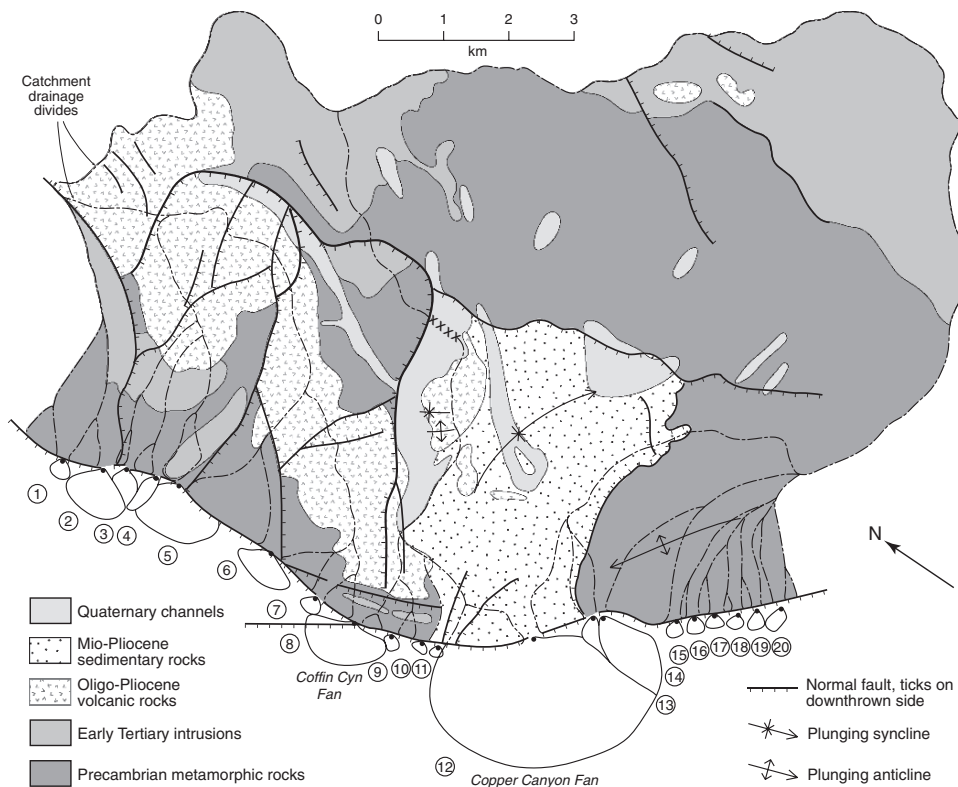 0 1 2 3
km
Catchment
drainage
divides
N
1
2
3
4
5
6
7
8
9
10
11
12
13
14
15
16
17
18
19
20
Coffin Cyn
Fan
Copper Canyon Fan
Quaternary channels
Mio-Pliocene
sedimentary rocks
Oligo-Pliocene
volcanic rocks
Early Tertiary intrusions
Precambrian metamorphic rocks
Normal fault, ticks on
downthrown side
Plunging syncline
Plunging anticline